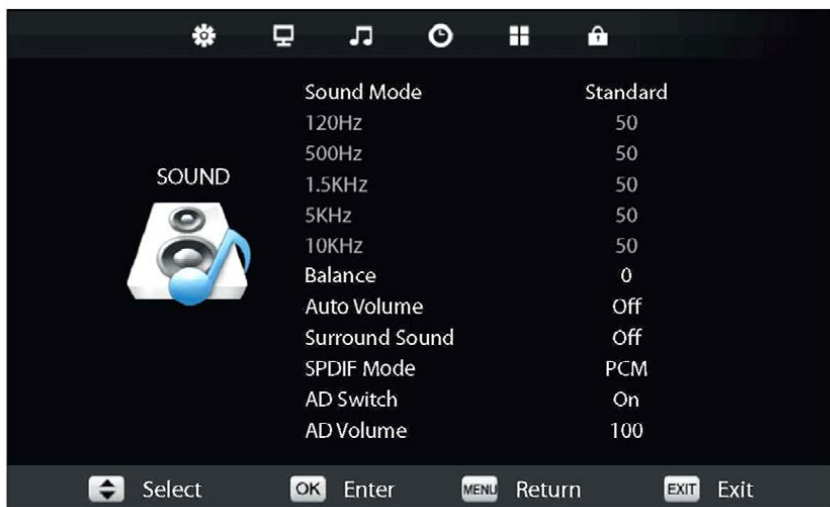 Sound Mode Standard
120Hz 50
500Hz 50
SOUND
1.5KHz 50
5KHz 50
10KHz 50
Balance 0
Auto Volume Off
Surround Sound Off
SPDIF Mode PCM
AD Switch On
AD Volume 100
Select OK Enter MENU Return EXIT Exit